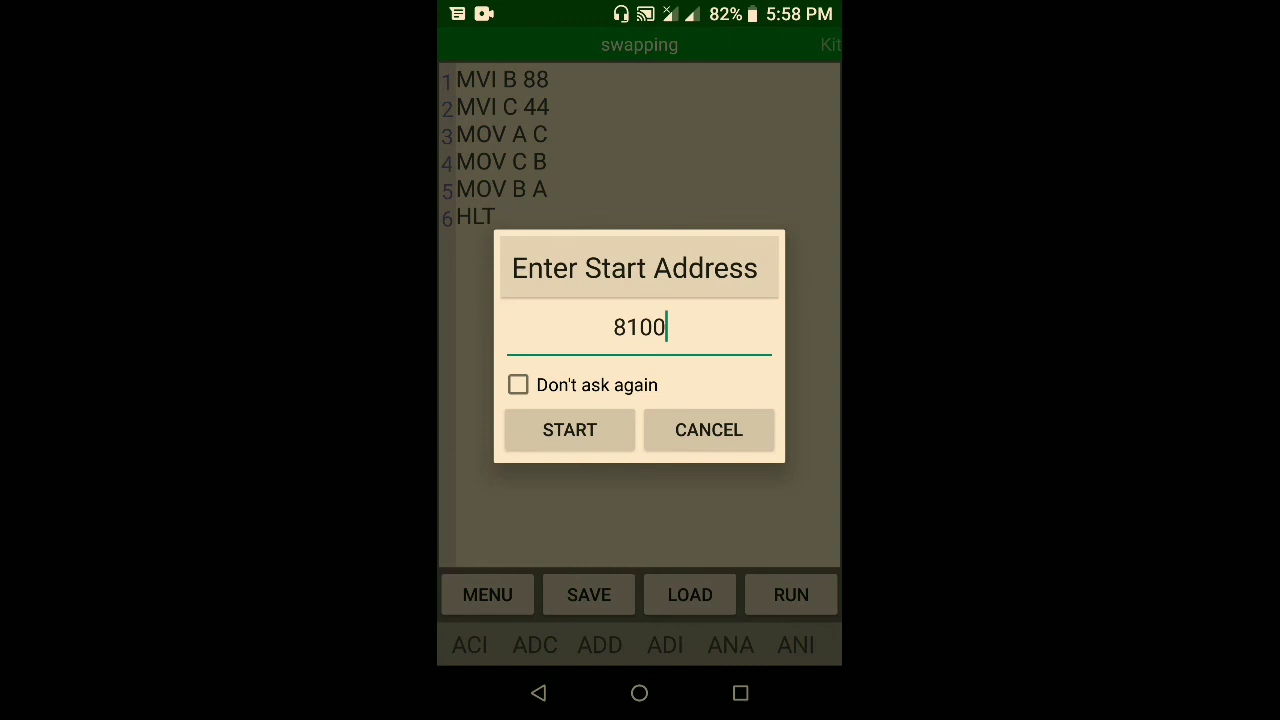 82% 5:58 PM
swapping Kit
1 MVI B 88
2 MVI C 44
3 MOV A C
4 MOV C B
5 MOV B A
6 HLT
Enter Start Address
8100
Don't ask again
START CANCEL
MENU SAVE LOAD RUN
ACI ADC ADD ADI ANA ANI